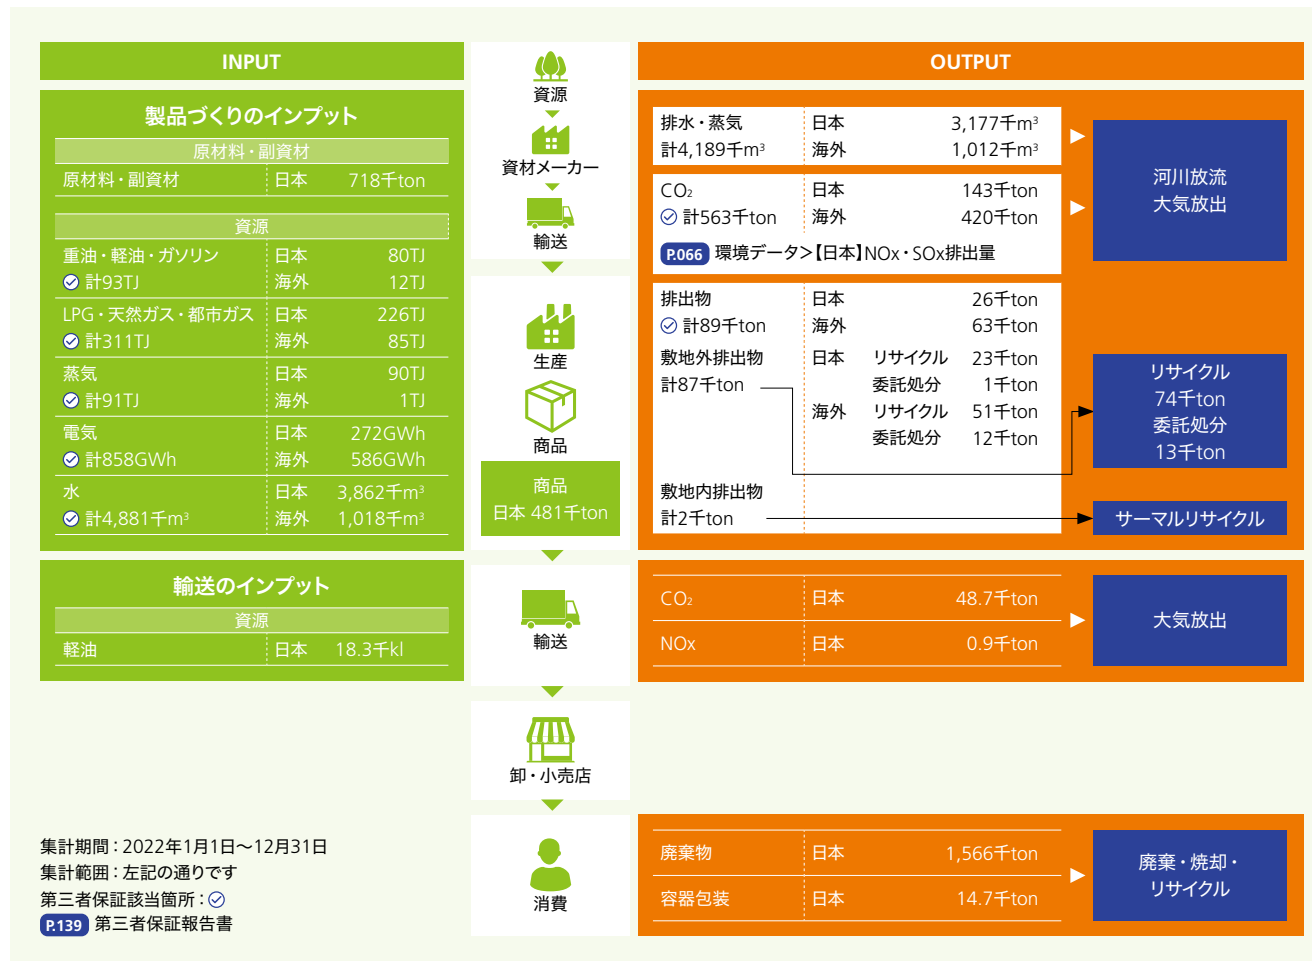 INPUT
製品づくりのインプット
原材料・副資材
原材料・副資材 日本 718千ton
資源
重油・軽油・ガソリン 日本 80TJ
計93TJ 海外 12TJ
LPG・天然ガス・都市ガス 日本 226TJ
計311TJ 海外 85TJ
蒸気 日本 90TJ
計91TJ 海外 1TJ
電気 日本 272GWh
計858GWh 海外 586GWh
水 日本 3,862千m³
計4,881千m³ 海外 1,018千m³
輸送のインプット
資源
軽油 日本 18.3千kl
資源
資材メーカー
輸送
生産
商品
商品
日本 481千ton
輸送
卸・小売店
消費
OUTPUT
排水・蒸気 日本 3,177千m³
計4,189千m³ 海外 1,012千m³
CO₂ 日本 143千ton
計563千ton 海外 420千ton
P.066 環境データ>【日本】NOx・SOx排出量
河川放流
大気放出
排出物 日本 26千ton
計89千ton 海外 63千ton
敷地外排出物 日本 リサイクル 23千ton
計87千ton 委託処分 1千ton
海外 リサイクル 51千ton
委託処分 12千ton
敷地内排出物
計2千ton
リサイクル
74千ton
委託処分
13千ton
サーマルリサイクル
CO₂ 日本 48.7千ton
NOx 日本 0.9千ton
大気放出
廃棄物 日本 1,566千ton
容器包装 日本 14.7千ton
廃棄・焼却・
リサイクル
集計期間：2022年1月1日～12月31日
集計範囲：左記の通りです
第三者保証該当箇所：
P.139 第三者保証報告書